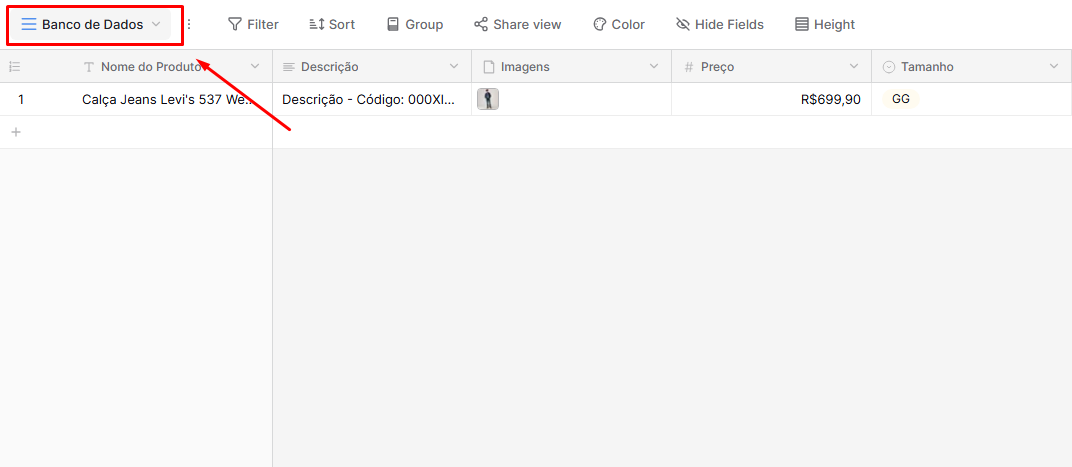 Banco de Dados Filter Sort Group Share view Color Hide Fields Height
Nome do Produto Descrição Imagens # Preço Tamanho
1 Calça Jeans Levi's 537 We... Descrição - Código: 000XI... R$699,90 GG
+